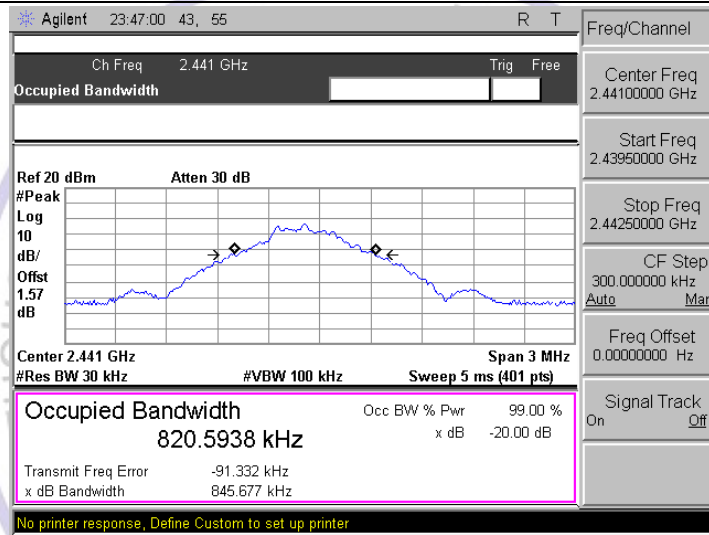 Agilent 23:47:00 43, 55 R T
Ch Freq 2.441 GHz Trig Free
Occupied Bandwidth
Ref 20 dBm Atten 30 dB
#Peak
Log
10
dB/
Offst
1.57
dB
Center 2.441 GHz Span 3 MHz
#Res BW 30 kHz #VBW 100 kHz Sweep 5 ms (401 pts)
Occupied Bandwidth
820.5938 kHz
Occ BW % Pwr 99.00 %
x dB -20.00 dB
Transmit Freq Error -91.332 kHz
x dB Bandwidth 845.677 kHz
No printer response, Define Custom to set up printer
Freq/Channel
Center Freq
2.44100000 GHz
Start Freq
2.43950000 GHz
Stop Freq
2.44250000 GHz
CF Step
300.000000 kHz
Auto Man
Freq Offset
0.00000000 Hz
Signal Track
On Off